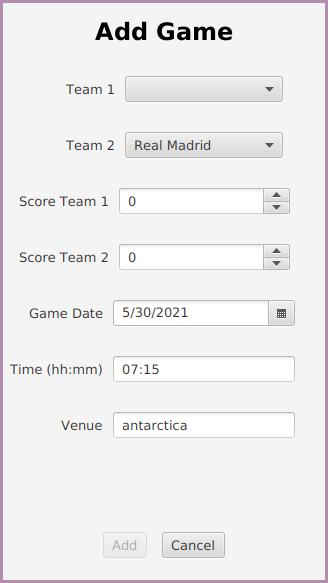 Add Game
Team 1
Team 2 Real Madrid
Score Team 1 0
Score Team 2 0
Game Date 5/30/2021
Time (hh:mm) 07:15
Venue antarctica
Add Cancel